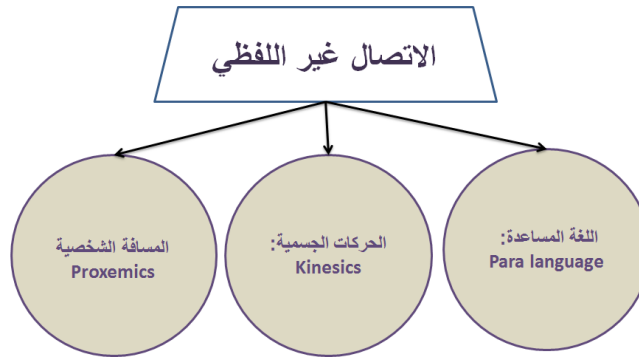 الاتصال غير اللفظي
اللغة المساعدة:
Para language
الحركات الجسمية:
Kinesics
المسافة الشخصية
Proxemics